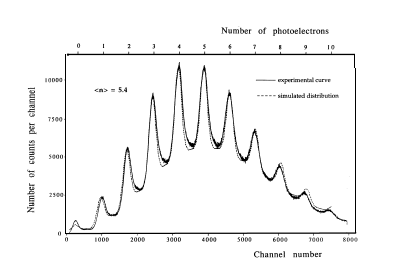 Number of photoelectrons
0 1 2 3 4 5 6 7 8 9 10
10000
<n> = 5.4
experimental curve
simulated distribution
7500
5000
2500
0
0 1000 2000 3000 4000 5000 6000 7000 8000
Number of counts per channel
Channel number